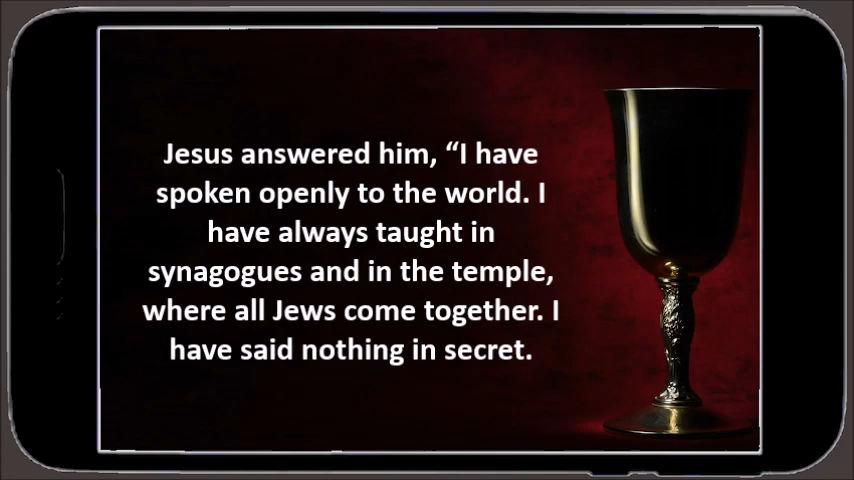 Jesus answered him, “I have
spoken openly to the world. I
have always taught in
synagogues and in the temple,
where all Jews come together. I
have said nothing in secret.